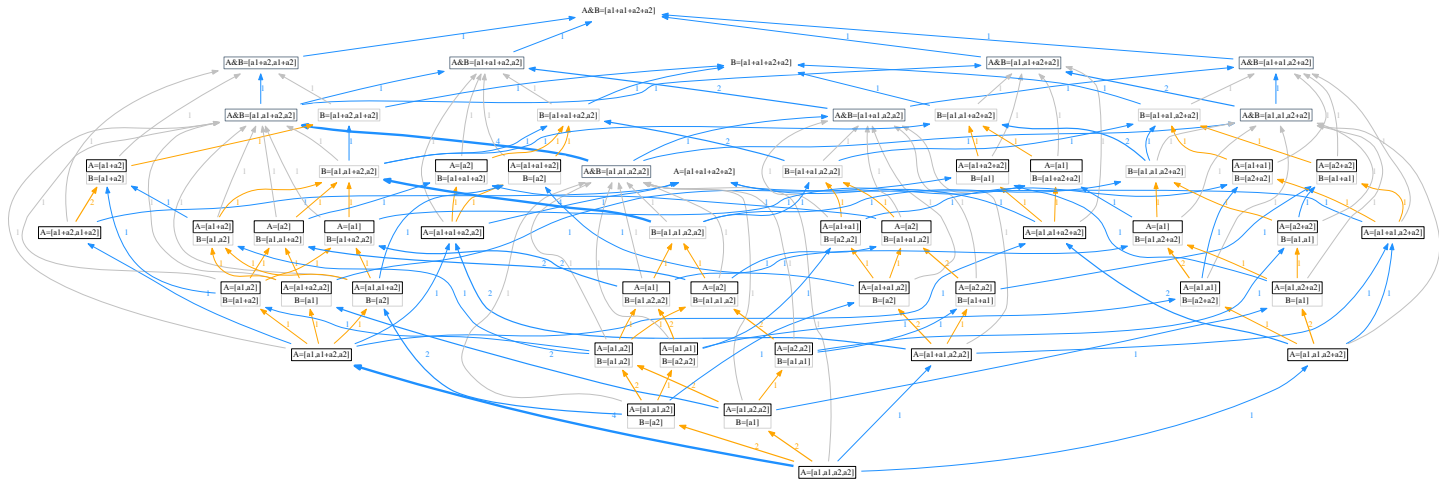 A&B=[a1+a1+a2+a2]
A&B=[a1+a2,a1+a2]
A&B=[a1+a1+a2,a2]
B=[a1+a1+a2+a2]
A&B=[a1,a1+a2+a2]
A&B=[a1+a1,a2+a2]
A&B=[a1,a1+a2,a2]
B=[a1+a2,a1+a2]
B=[a1+a1+a2,a2]
A&B=[a1+a1,a2,a2]
B=[a1,a1+a2+a2]
B=[a1+a1,a2+a2]
A&B=[a1,a1,a2+a2]
A=[a1+a2]
B=[a1+a2]
B=[a1,a1+a2,a2]
A=[a2]
B=[a1+a1+a2]
A=[a1+a1+a2]
B=[a2]
A&B=[a1,a1,a2,a2]
A=[a1+a1+a2+a2]
B=[a1+a1,a2,a2]
A=[a1+a2+a2]
B=[a1]
A=[a1]
B=[a1+a2+a2]
B=[a1,a1,a2+a2]
A=[a1+a1]
B=[a2+a2]
A=[a2+a2]
B=[a1+a1]
A=[a1+a2,a1+a2]
A=[a1+a2]
B=[a1,a2]
A=[a2]
B=[a1,a1+a2]
A=[a1]
B=[a1+a2,a2]
A=[a1+a1+a2,a2]
B=[a1,a1,a2,a2]
A=[a1+a1]
B=[a2,a2]
A=[a2]
B=[a1+a1,a2]
A=[a1,a1+a2+a2]
A=[a1]
B=[a1,a2+a2]
A=[a2+a2]
B=[a1,a1]
A=[a1+a1,a2+a2]
A=[a1,a2]
B=[a1+a2]
A=[a1+a2,a2]
B=[a1]
A=[a1,a1+a2]
B=[a2]
A=[a1]
B=[a1,a2,a2]
A=[a2]
B=[a1,a1,a2]
A=[a1+a1,a2]
B=[a2]
A=[a2,a2]
B=[a1+a1]
A=[a1,a1]
B=[a2+a2]
A=[a1,a2+a2]
B=[a1]
A=[a1,a1+a2,a2]
A=[a1,a2]
B=[a1,a2]
A=[a1,a1]
B=[a2,a2]
A=[a2,a2]
B=[a1,a1]
A=[a1+a1,a2,a2]
A=[a1,a1,a2+a2]
A=[a1,a1,a2]
B=[a2]
A=[a1,a2,a2]
B=[a1]
A=[a1,a1,a2,a2]